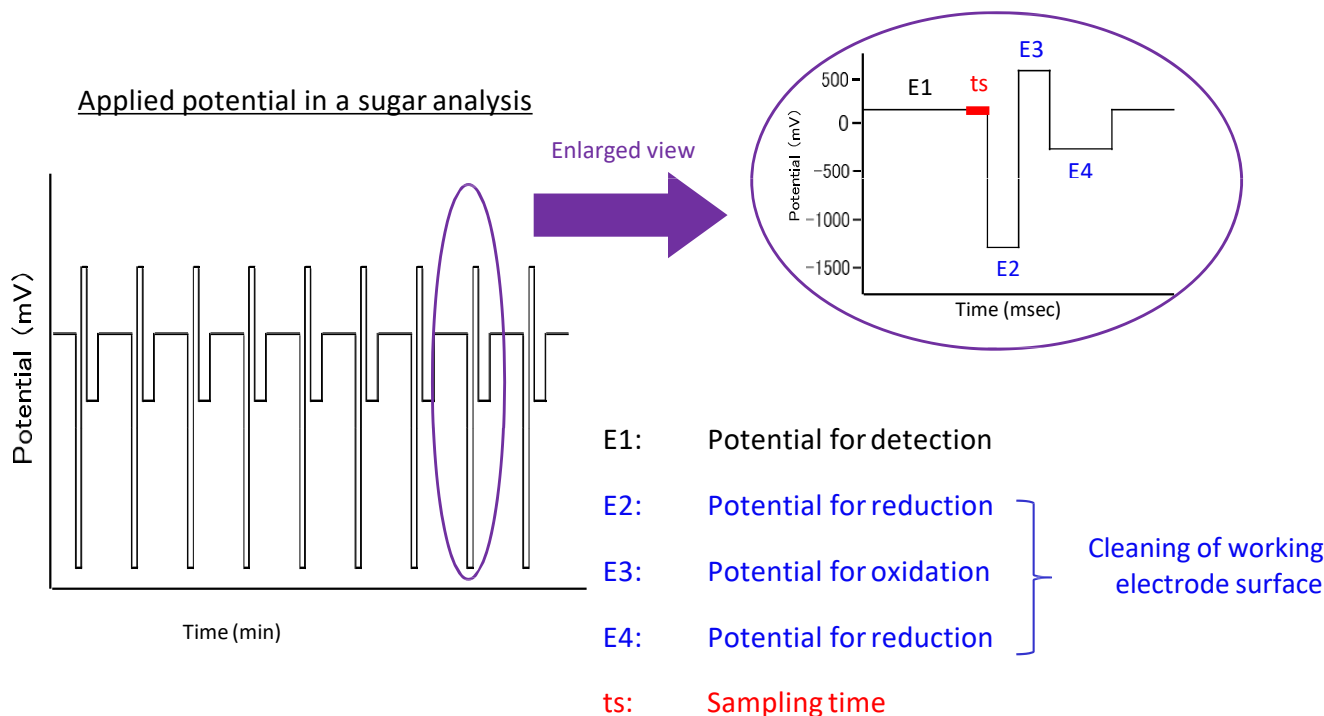 Applied potential in a sugar analysis
Enlarged view
Potential (mV)
Time (min)
E3
E1
ts
E4
E2
500
0
-500
-1000
-1500
Potential (mV)
Time (msec)
E1: Potential for detection
E2: Potential for reduction
E3: Potential for oxidation
E4: Potential for reduction
Cleaning of working
electrode surface
ts: Sampling time